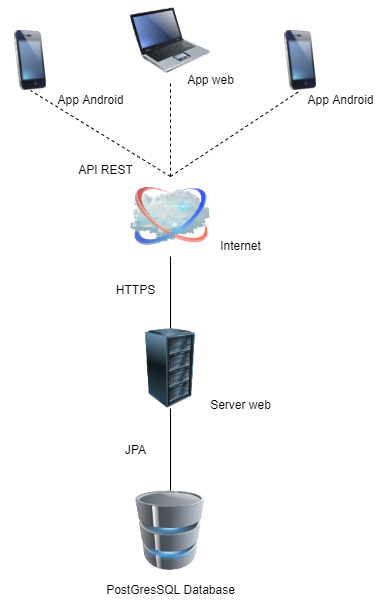 App web
App Android
App Android
API REST
Internet
HTTPS
Server web
JPA
PostGresSQL Database